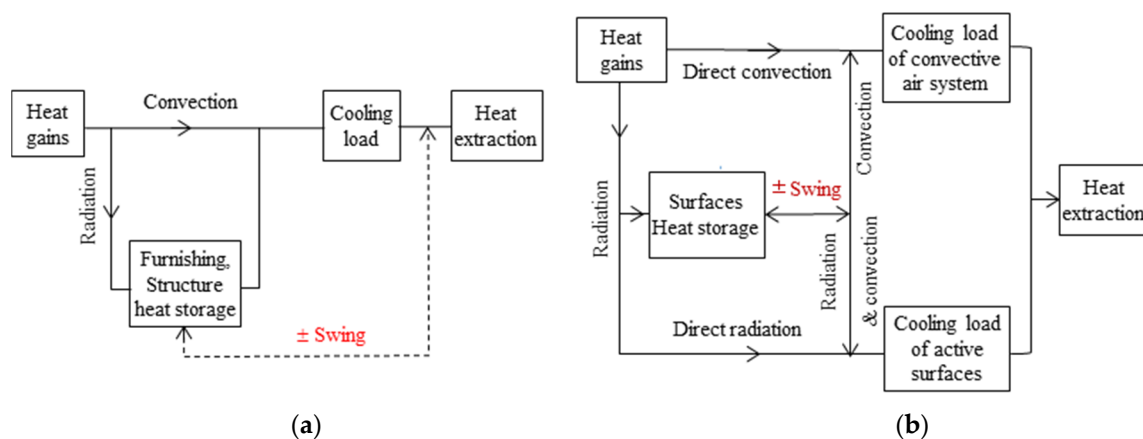 Heat
gains
Convection
Radiation
Furnishing,
Structure
heat storage
± Swing
Cooling
load
Heat
extraction
(a)
Heat
gains
Direct convection
Radiation
Surfaces
Heat storage
± Swing
Convection
Radiation
& convection
Direct radiation
Cooling load
of convective
air system
Cooling load
of active
surfaces
Heat
extraction
(b)